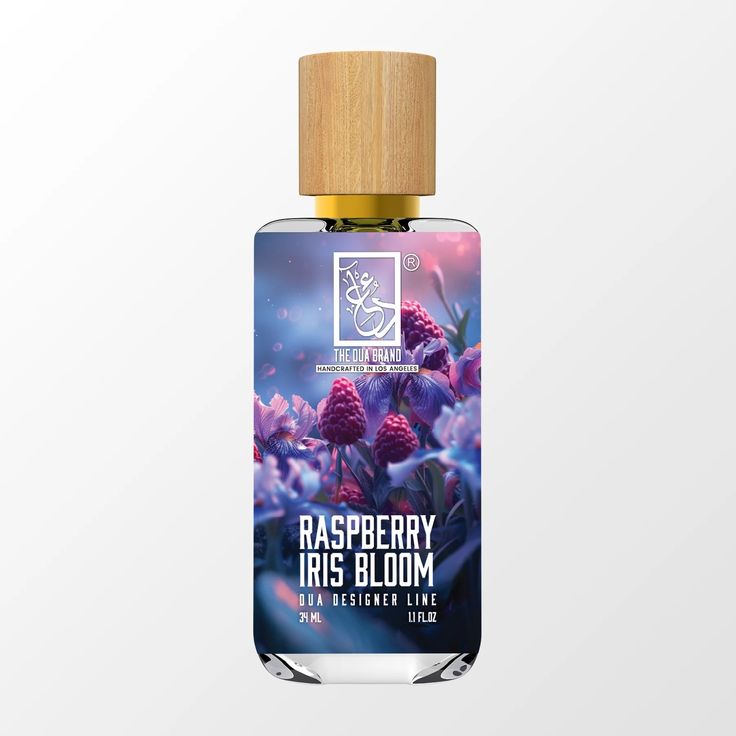 ®
THE DUA BRAND
HANDCRAFTED IN LOS ANGELES
RASPBERRY
IRIS BLOOM
DUA DESIGNER LINE
34 ML 1.1 FL.OZ